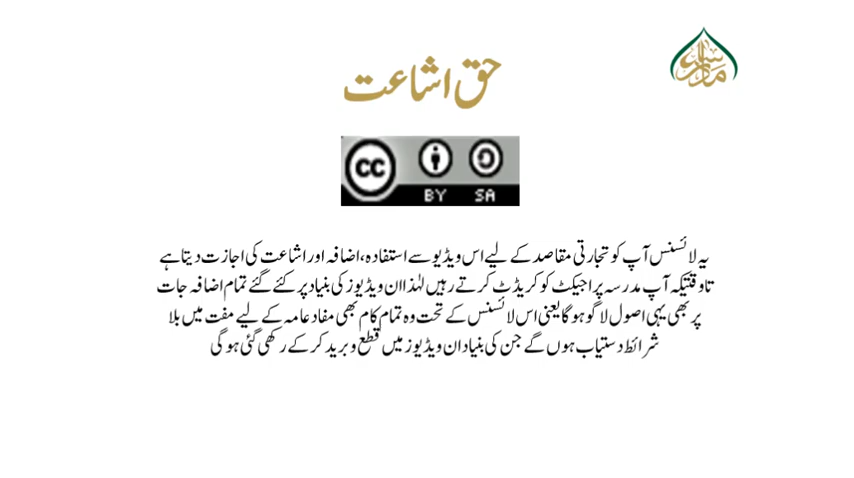 حق اشاعت
cc
BY SA
یہ لائسنس آپ کو تجارتی مقاصد کے لیے اس ویڈیو سے استفادہ، اضافہ اور اشاعت کی اجازت دیتا ہے
تاوقتیکہ آپ مدرسہ پراجیکٹ کو کریڈٹ کرتے رہیں لہٰذا ان ویڈیوز کی بنیاد پر کئے گئے تمام اضافہ جات
پر بھی یہی اصول لاگو ہوگا یعنی اس لائسنس کے تحت وہ تمام کام بھی مفاد عامہ کے لیے مفت میں بلا
شرائط دستیاب ہوں گے جن کی بنیاد ان ویڈیوز میں قطع و برید کر کے رکھی گئی ہوگی